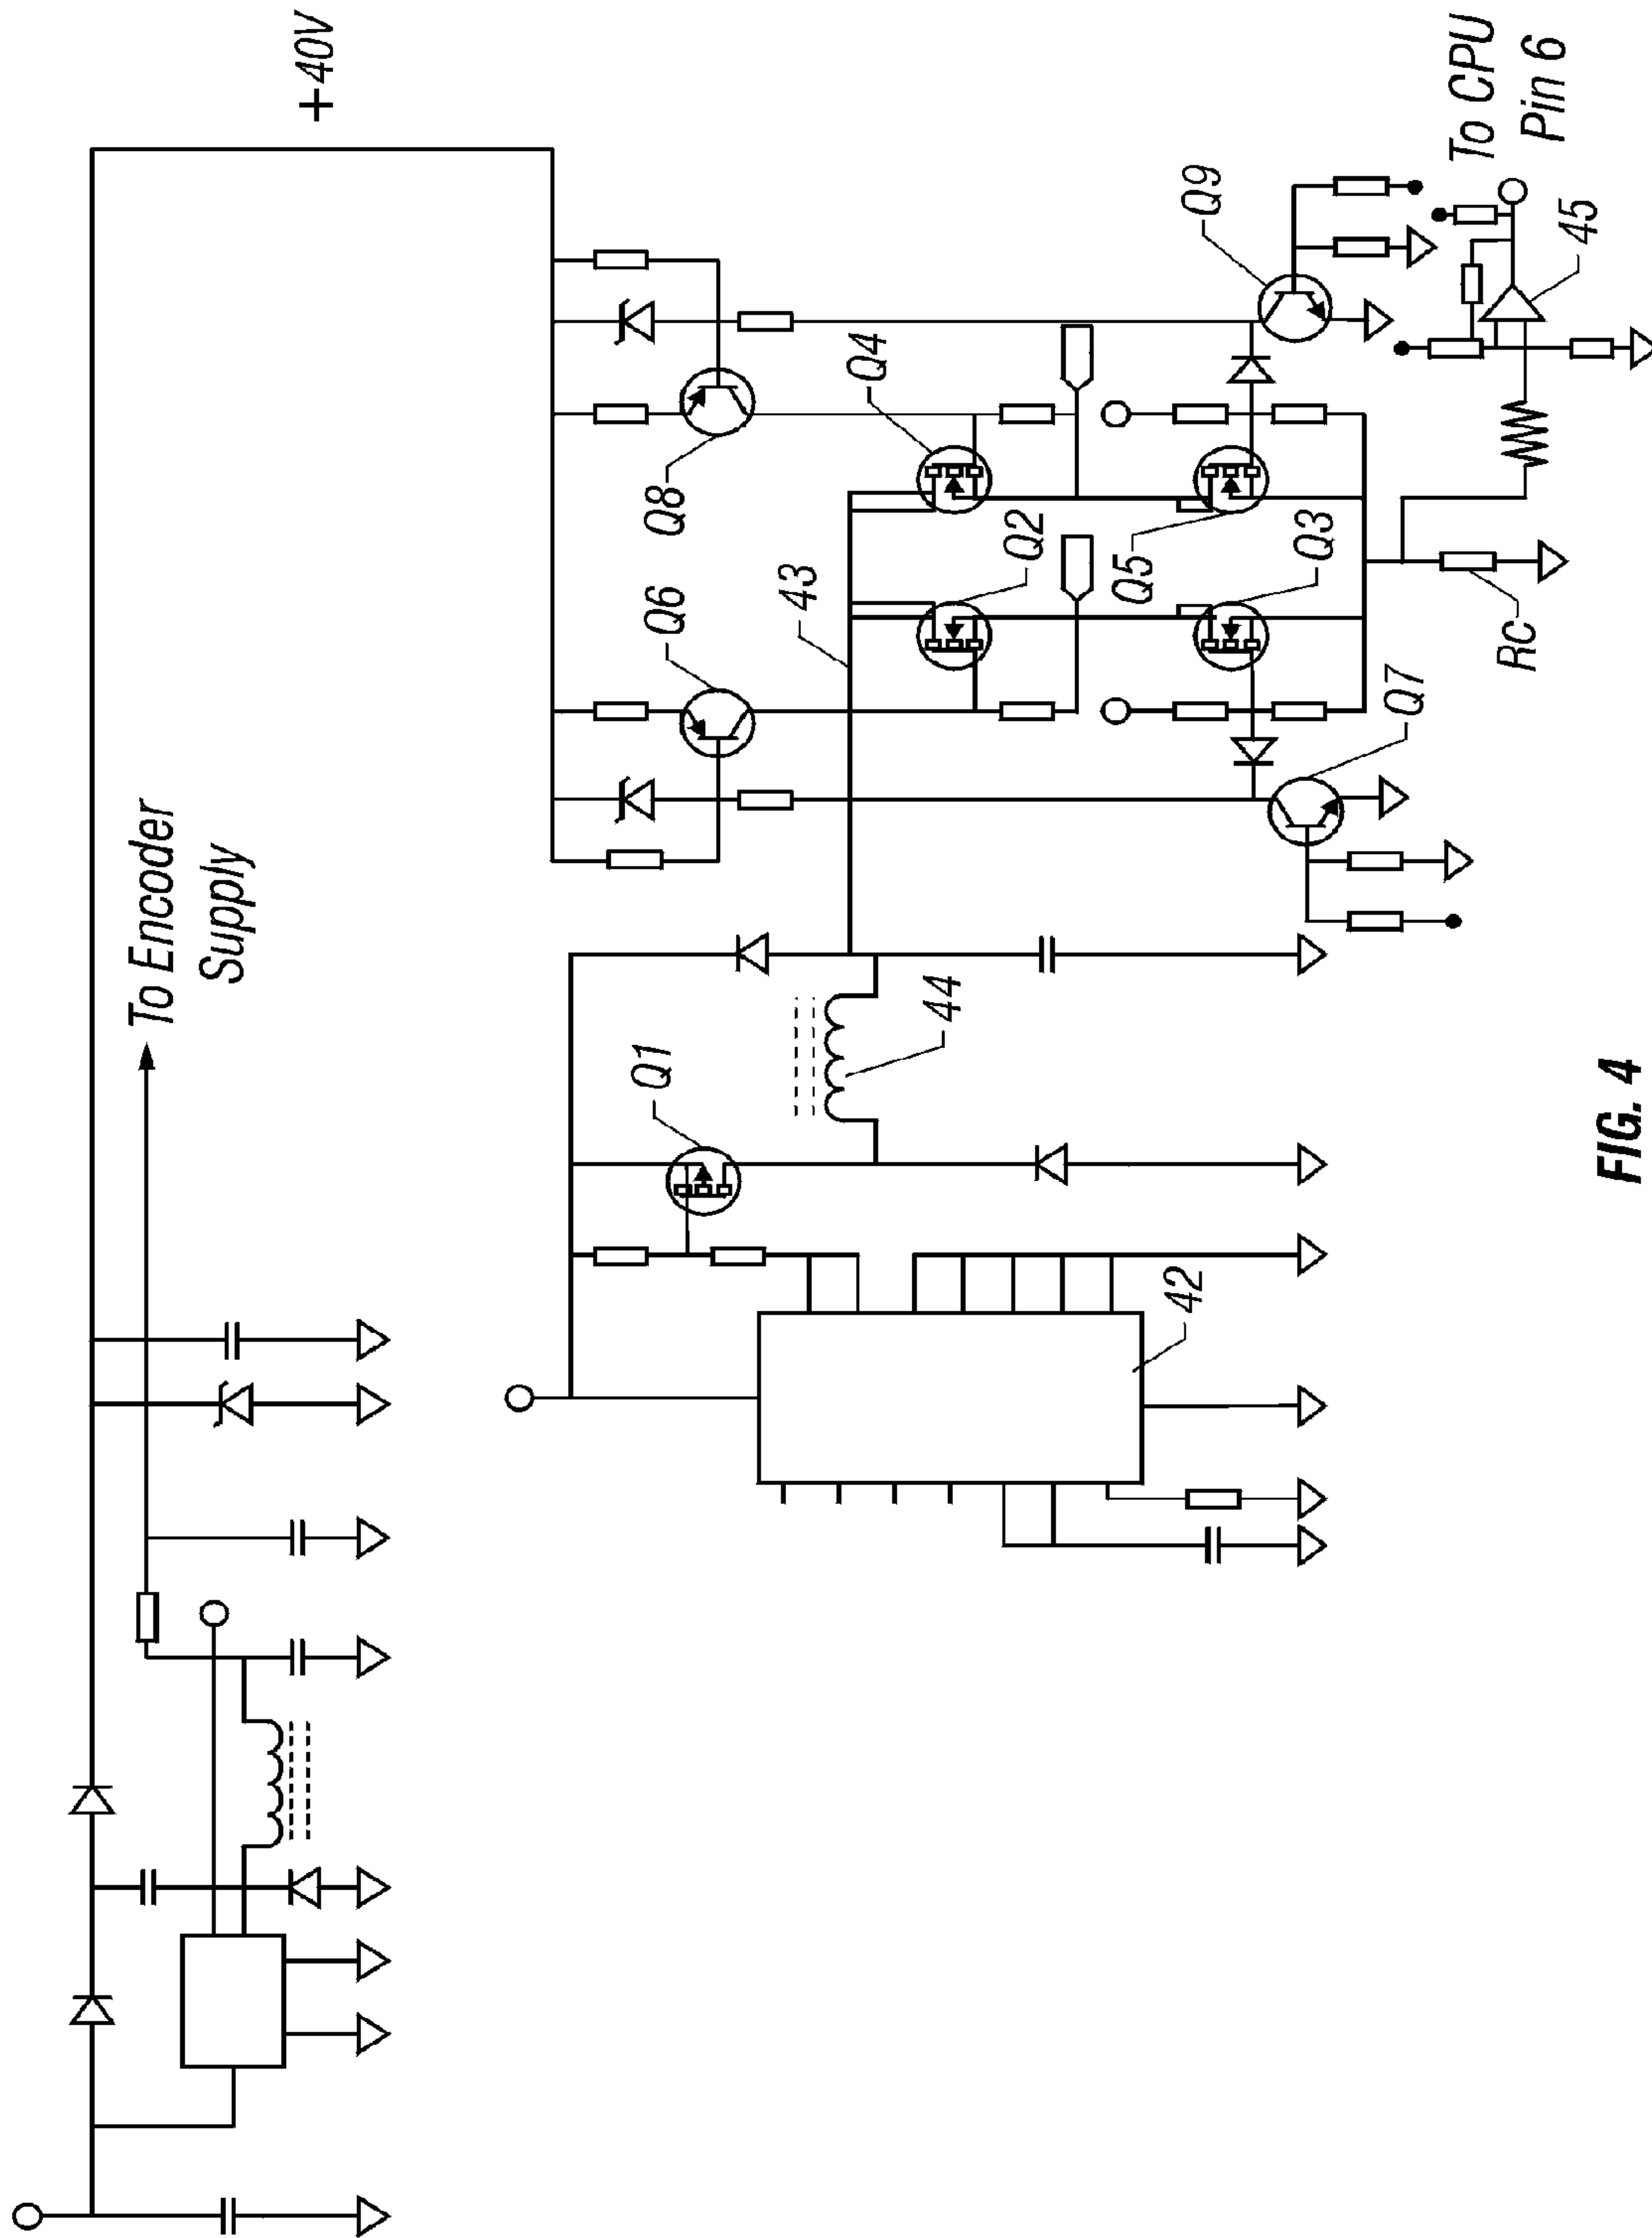 +40V
To Encoder
Supply
Q8
Q4
Q9
Q6
43
Q2
Q5
Q3
To CPU
Pin 6
45
Rc
Q7
Q1
44
42
FIG. 4